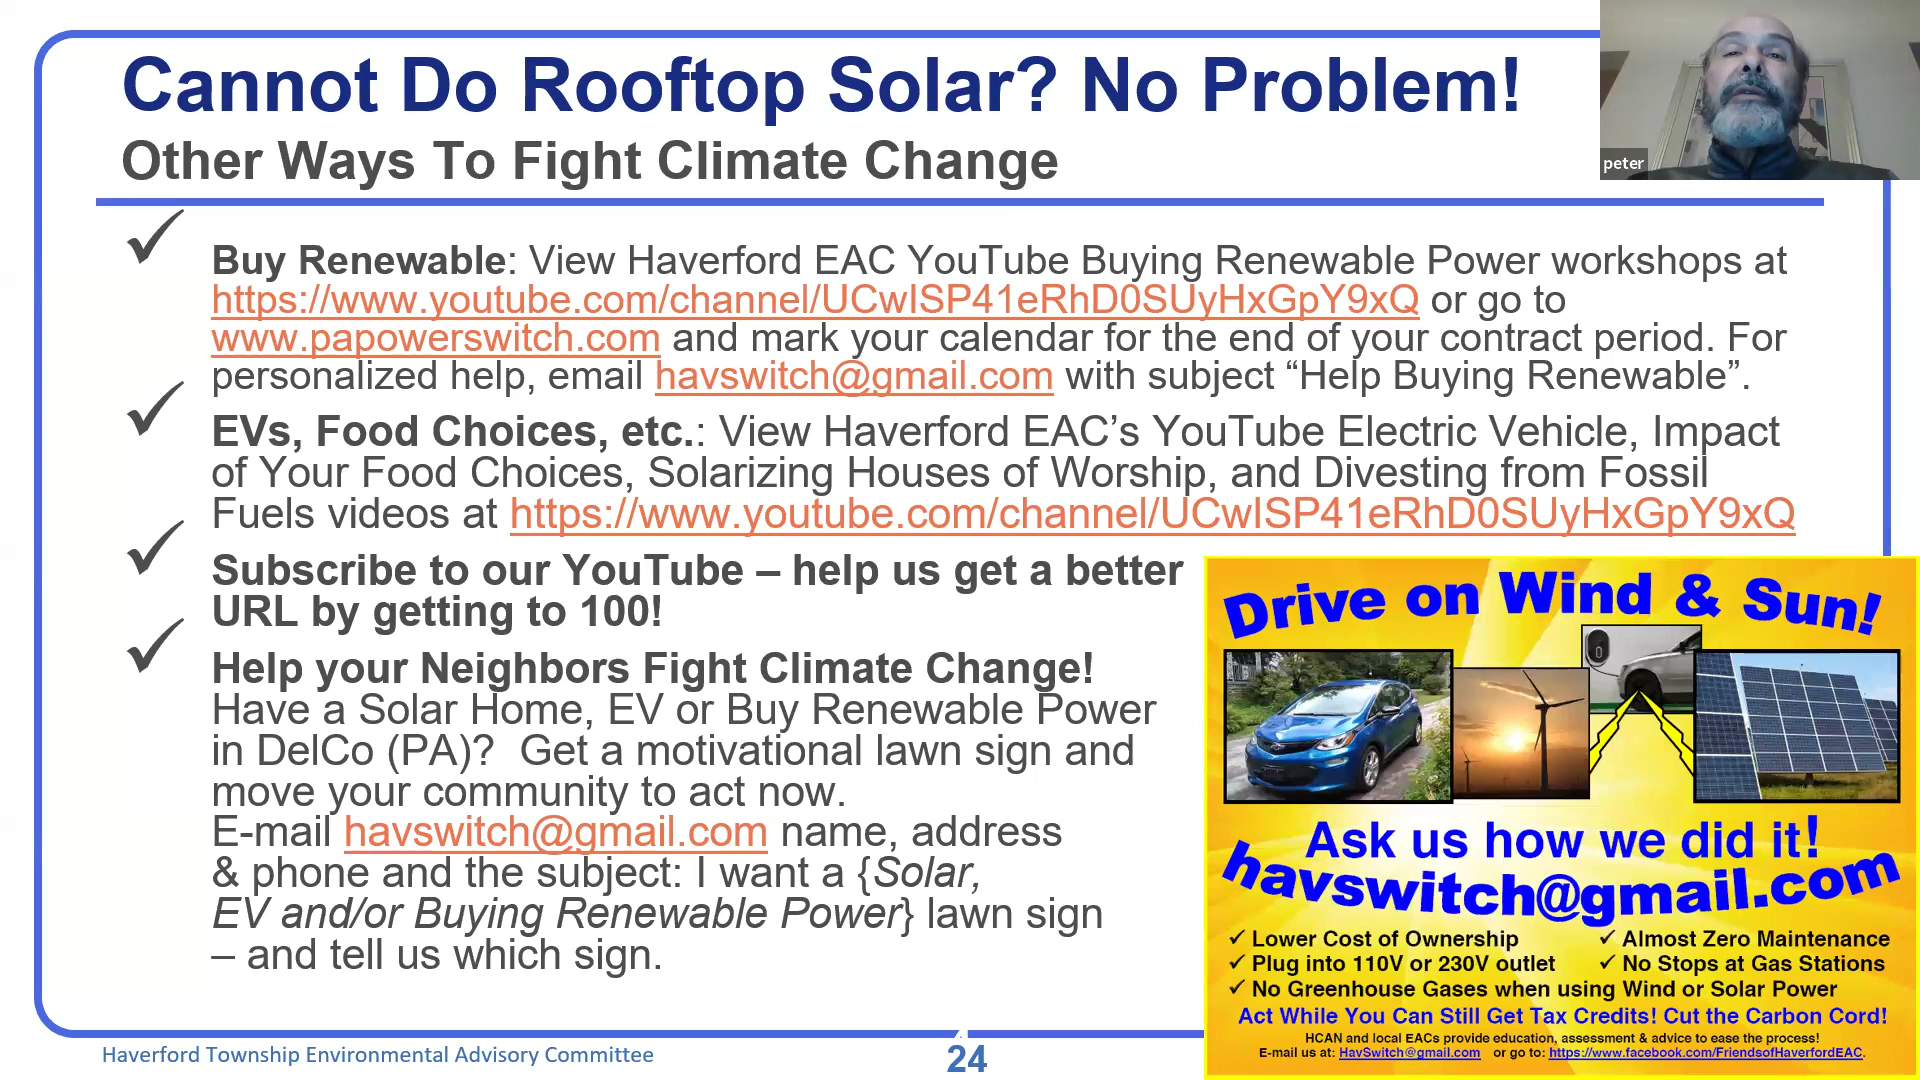 Cannot Do Rooftop Solar? No Problem!
Other Ways To Fight Climate Change
peter
✓ Buy Renewable: View Haverford EAC YouTube Buying Renewable Power workshops at
https://www.youtube.com/channel/UCwISP41eRhD0SUyHxGpY9xQ or go to
www.papowerswitch.com and mark your calendar for the end of your contract period. For
personalized help, email havswitch@gmail.com with subject “Help Buying Renewable”.
✓ EVs, Food Choices, etc.: View Haverford EAC’s YouTube Electric Vehicle, Impact
of Your Food Choices, Solarizing Houses of Worship, and Divesting from Fossil
Fuels videos at https://www.youtube.com/channel/UCwISP41eRhD0SUyHxGpY9xQ
✓ Subscribe to our YouTube – help us get a better
URL by getting to 100!
✓ Help your Neighbors Fight Climate Change!
Have a Solar Home, EV or Buy Renewable Power
in DelCo (PA)? Get a motivational lawn sign and
move your community to act now.
E-mail havswitch@gmail.com name, address
& phone and the subject: I want a {Solar,
EV and/or Buying Renewable Power} lawn sign
– and tell us which sign.
Drive on Wind & Sun!
Ask us how we did it!
havswitch@gmail.com
✓ Lower Cost of Ownership ✓ Almost Zero Maintenance
✓ Plug into 110V or 230V outlet ✓ No Stops at Gas Stations
✓ No Greenhouse Gases when using Wind or Solar Power
Act While You Can Still Get Tax Credits! Cut the Carbon Cord!
HCAN and local EACs provide education, assessment & advice to ease the process!
E-mail us at: HavSwitch@gmail.com or go to: https://www.facebook.com/FriendsofHaverfordEAC.
Haverford Township Environmental Advisory Committee
24